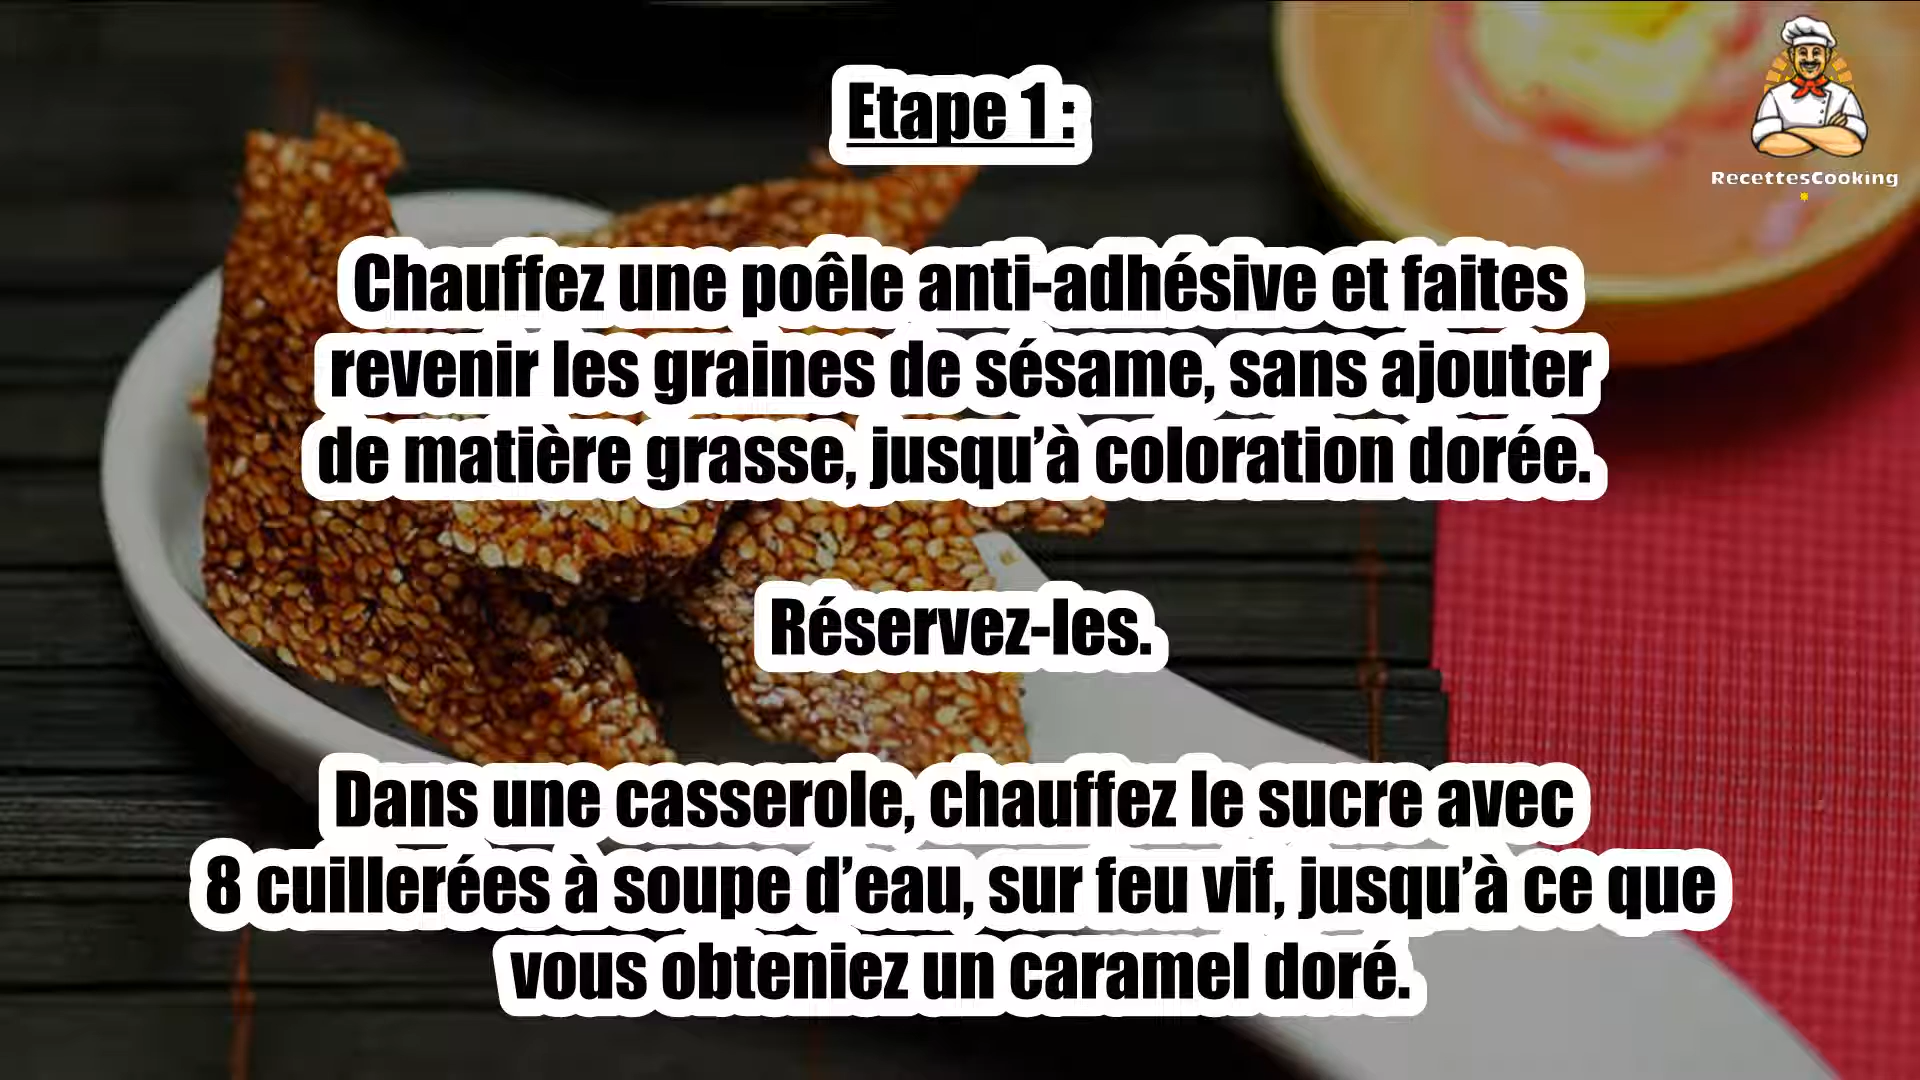 Etape 1 :
RecettesCooking
Chauffez une poêle anti-adhésive et faites
revenir les graines de sésame, sans ajouter
de matière grasse, jusqu’à coloration dorée.
Réservez-les.
Dans une casserole, chauffez le sucre avec
8 cuillerées à soupe d’eau, sur feu vif, jusqu’à ce que
vous obteniez un caramel doré.